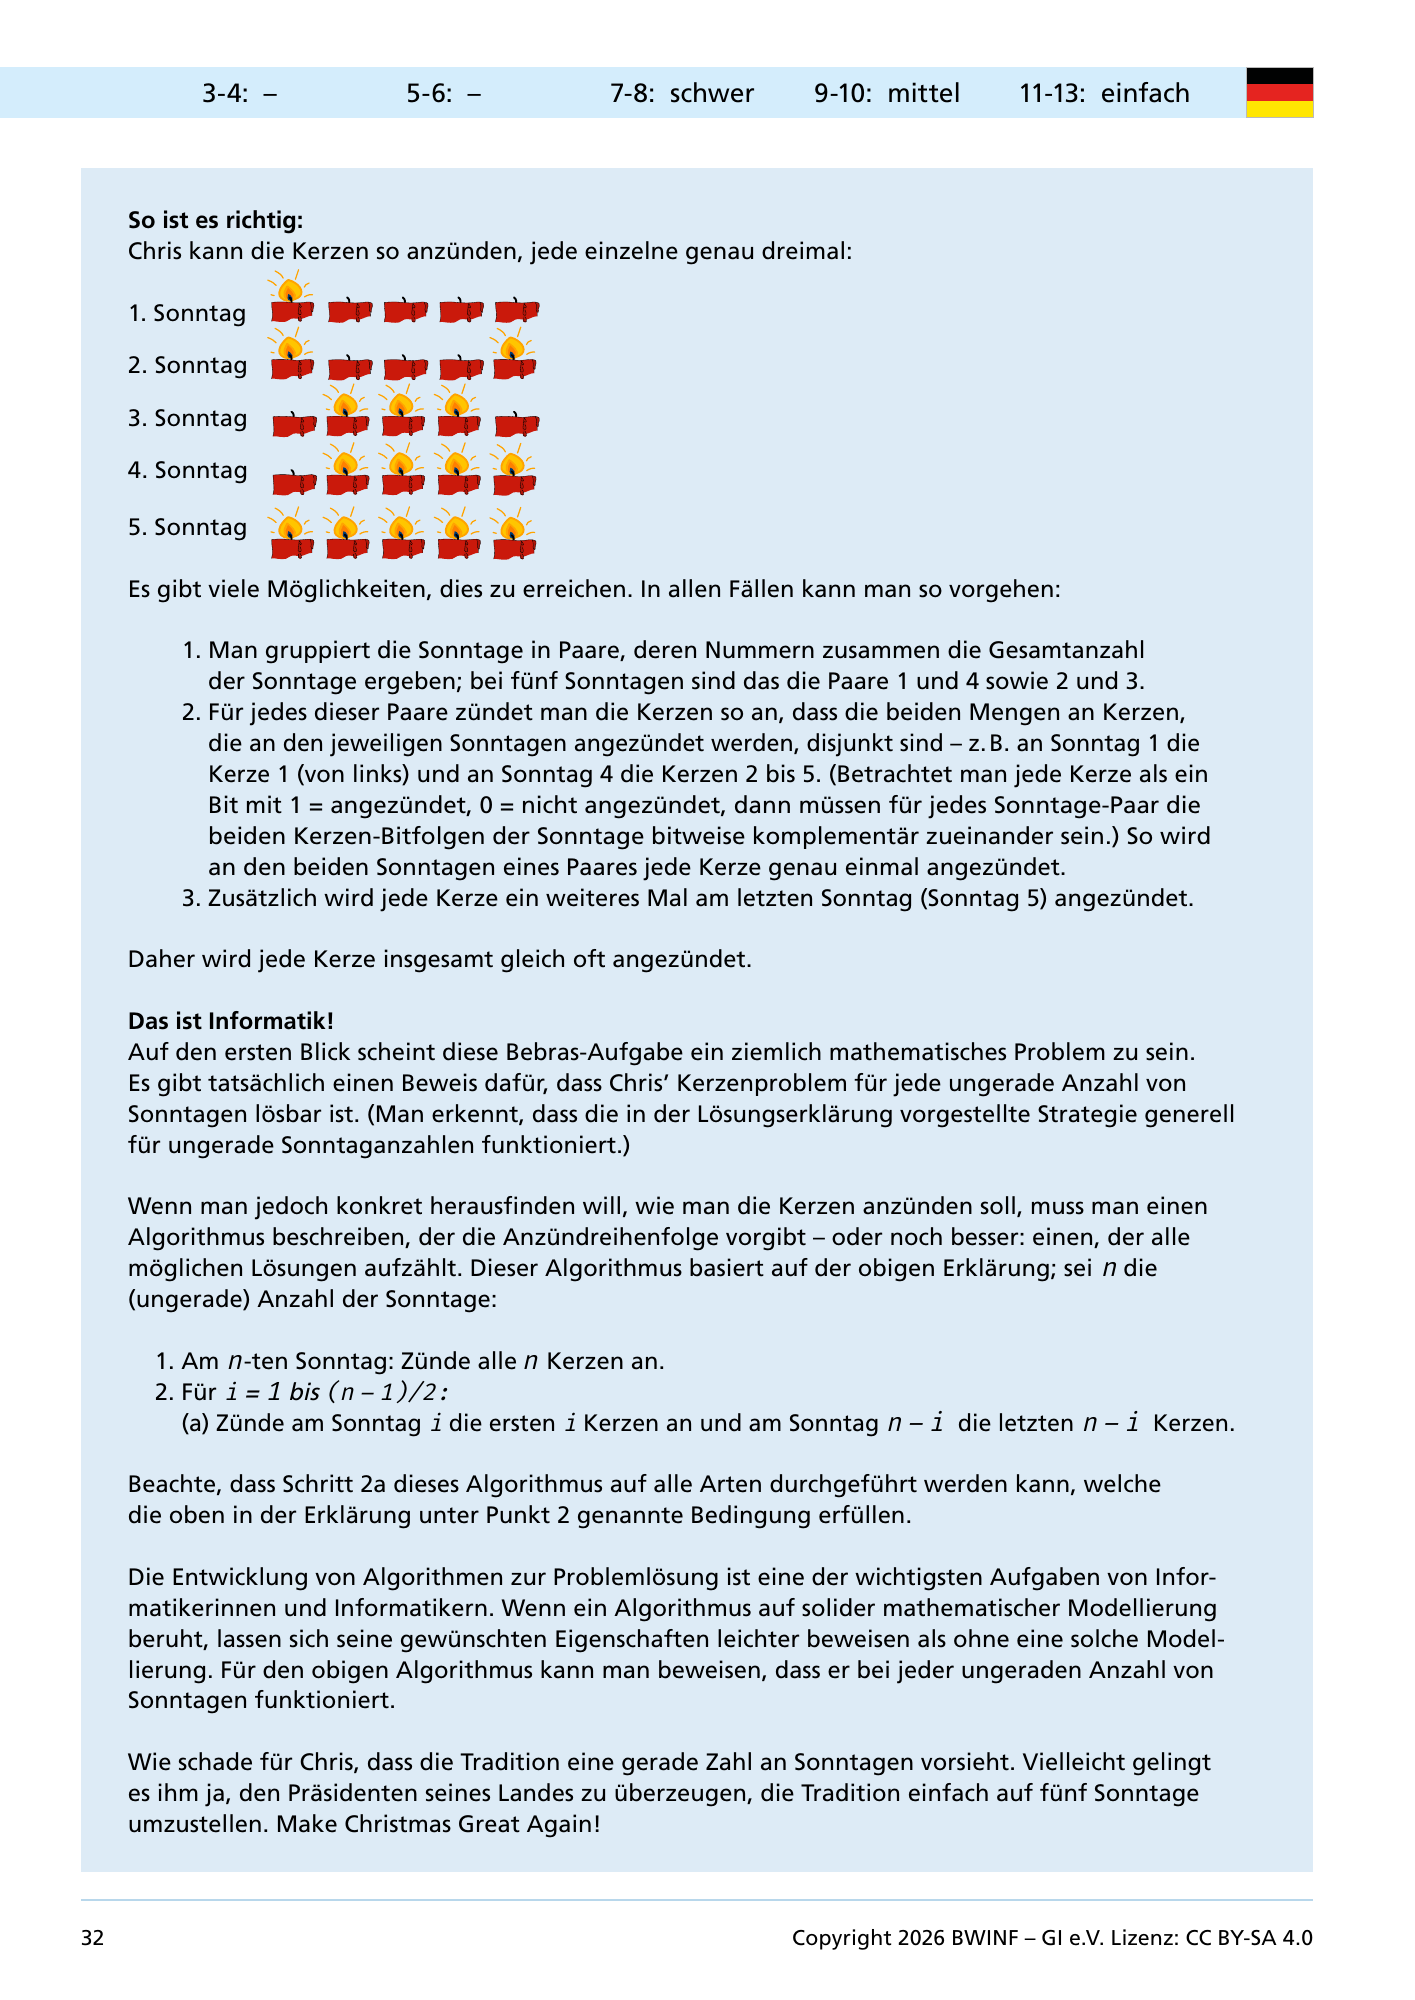 3-4: – 5-6: – 7-8: schwer 9-10: mittel 11-13: einfach
So ist es richtig:
Chris kann die Kerzen so anzünden, jede einzelne genau dreimal:
1. Sonntag
2. Sonntag
3. Sonntag
4. Sonntag
5. Sonntag
Es gibt viele Möglichkeiten, dies zu erreichen. In allen Fällen kann man so vorgehen:
1. Man gruppiert die Sonntage in Paare, deren Nummern zusammen die Gesamtanzahl
der Sonntage ergeben; bei fünf Sonntagen sind das die Paare 1 und 4 sowie 2 und 3.
2. Für jedes dieser Paare zündet man die Kerzen so an, dass die beiden Mengen an Kerzen,
die an den jeweiligen Sonntagen angezündet werden, disjunkt sind – z. B. an Sonntag 1 die
Kerze 1 (von links) und an Sonntag 4 die Kerzen 2 bis 5. (Betrachtet man jede Kerze als ein
Bit mit 1 = angezündet, 0 = nicht angezündet, dann müssen für jedes Sonntage-Paar die
beiden Kerzen-Bitfolgen der Sonntage bitweise komplementär zueinander sein.) So wird
an den beiden Sonntagen eines Paares jede Kerze genau einmal angezündet.
3. Zusätzlich wird jede Kerze ein weiteres Mal am letzten Sonntag (Sonntag 5) angezündet.
Daher wird jede Kerze insgesamt gleich oft angezündet.
Das ist Informatik!
Auf den ersten Blick scheint diese Bebras-Aufgabe ein ziemlich mathematisches Problem zu sein.
Es gibt tatsächlich einen Beweis dafür, dass Chris’ Kerzenproblem für jede ungerade Anzahl von
Sonntagen lösbar ist. (Man erkennt, dass die in der Lösungserklärung vorgestellte Strategie generell
für ungerade Sonntaganzahlen funktioniert.)
Wenn man jedoch konkret herausfinden will, wie man die Kerzen anzünden soll, muss man einen
Algorithmus beschreiben, der die Anzündreihenfolge vorgibt – oder noch besser: einen, der alle
möglichen Lösungen aufzählt. Dieser Algorithmus basiert auf der obigen Erklärung; sei n die
(ungerade) Anzahl der Sonntage:
1. Am n-ten Sonntag: Zünde alle n Kerzen an.
2. Für i = 1 bis (n – 1)/2:
(a) Zünde am Sonntag i die ersten i Kerzen an und am Sonntag n – i die letzten n – i Kerzen.
Beachte, dass Schritt 2a dieses Algorithmus auf alle Arten durchgeführt werden kann, welche
die oben in der Erklärung unter Punkt 2 genannte Bedingung erfüllen.
Die Entwicklung von Algorithmen zur Problemlösung ist eine der wichtigsten Aufgaben von Infor-
matikerinnen und Informatikern. Wenn ein Algorithmus auf solider mathematischer Modellierung
beruht, lassen sich seine gewünschten Eigenschaften leichter beweisen als ohne eine solche Model-
lierung. Für den obigen Algorithmus kann man beweisen, dass er bei jeder ungeraden Anzahl von
Sonntagen funktioniert.
Wie schade für Chris, dass die Tradition eine gerade Zahl an Sonntagen vorsieht. Vielleicht gelingt
es ihm ja, den Präsidenten seines Landes zu überzeugen, die Tradition einfach auf fünf Sonntage
umzustellen. Make Christmas Great Again!
32 Copyright 2026 BWINF – GI e.V. Lizenz: CC BY-SA 4.0